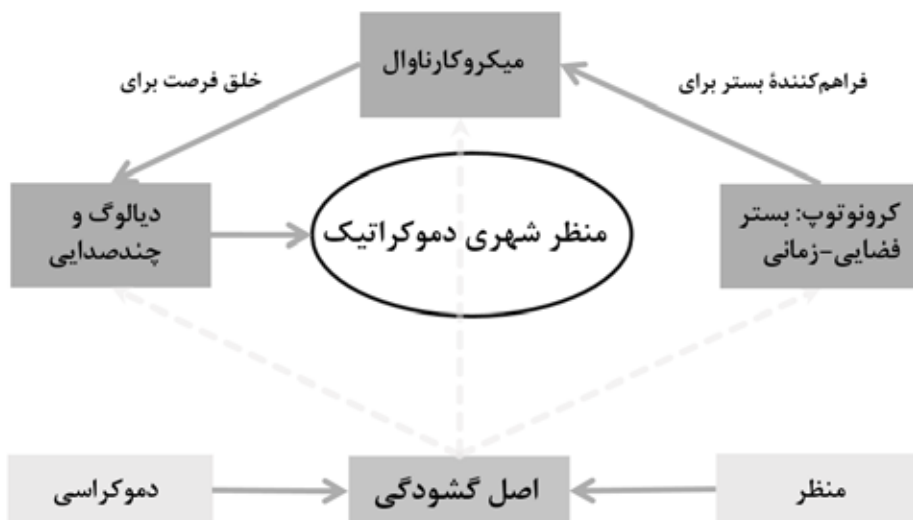 میکروکارناوال
فراهم‌کنندهٔ بستر برای
خلق فرصت برای
کرونوتوپ: بستر
فضایی-زمانی
منظر شهری دموکراتیک
دیالوگ و
چندصدایی
منظر
اصل گشودگی
دموکراسی